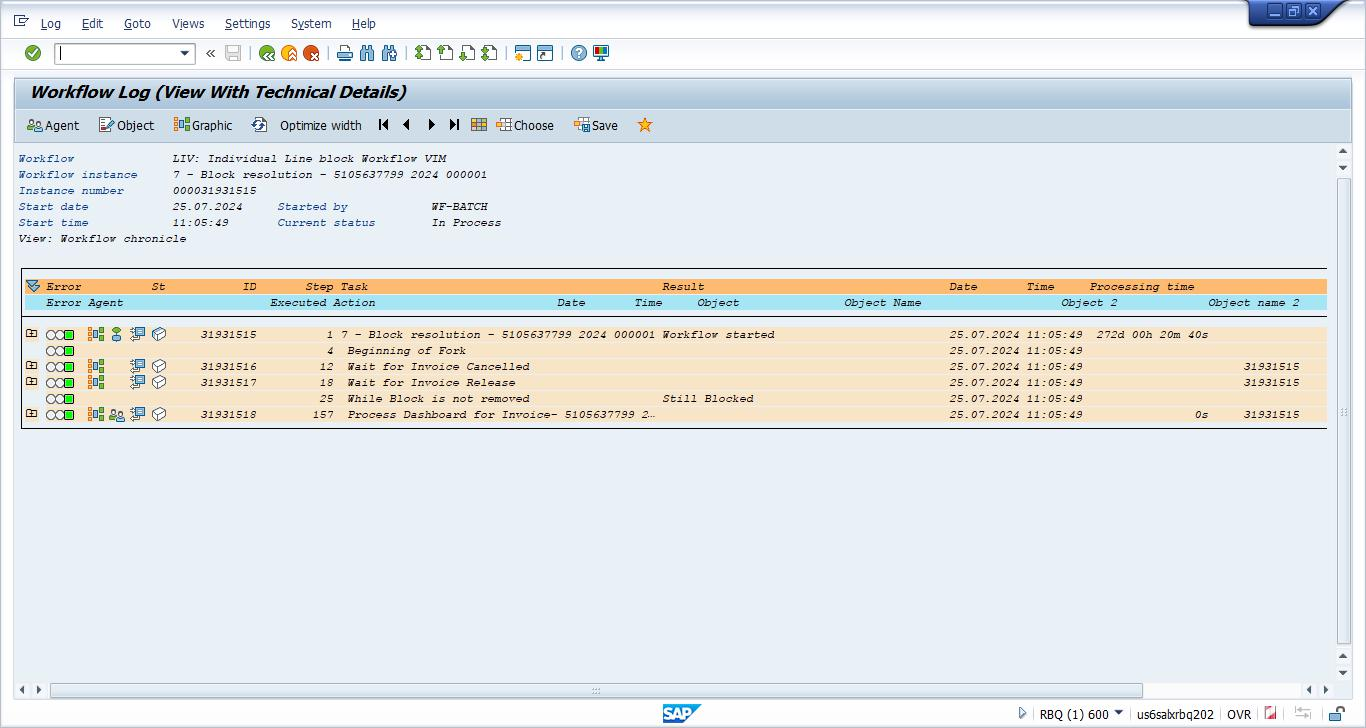 Log Edit Goto Views Settings System Help
Workflow Log (View With Technical Details)
Agent Object Graphic Optimize width Choose Save
Workflow LIV: Individual Line block Workflow VIM
Workflow instance 7 - Block resolution - 5105637799 2024 000001
Instance number 000031931515
Start date 25.07.2024 Started by WF-BATCH
Start time 11:05:49 Current status In Process
View: Workflow chronicle
Error St ID Step Task Result Date Time Processing time
Error Agent Executed Action Date Time Object Object Name Object 2 Object name 2
31931515 1 7 - Block resolution - 5105637799 2024 000001 Workflow started 25.07.2024 11:05:49 272d 00h 20m 40s
4 Beginning of Fork 25.07.2024 11:05:49
31931516 12 Wait for Invoice Cancelled 25.07.2024 11:05:49 31931515
31931517 18 Wait for Invoice Release 25.07.2024 11:05:49 31931515
25 While Block is not removed Still Blocked 25.07.2024 11:05:49
31931518 157 Process Dashboard for Invoice- 5105637799 2… 25.07.2024 11:05:49 0s 31931515
SAP RBQ (1) 600 us6salxrbq202 OVR